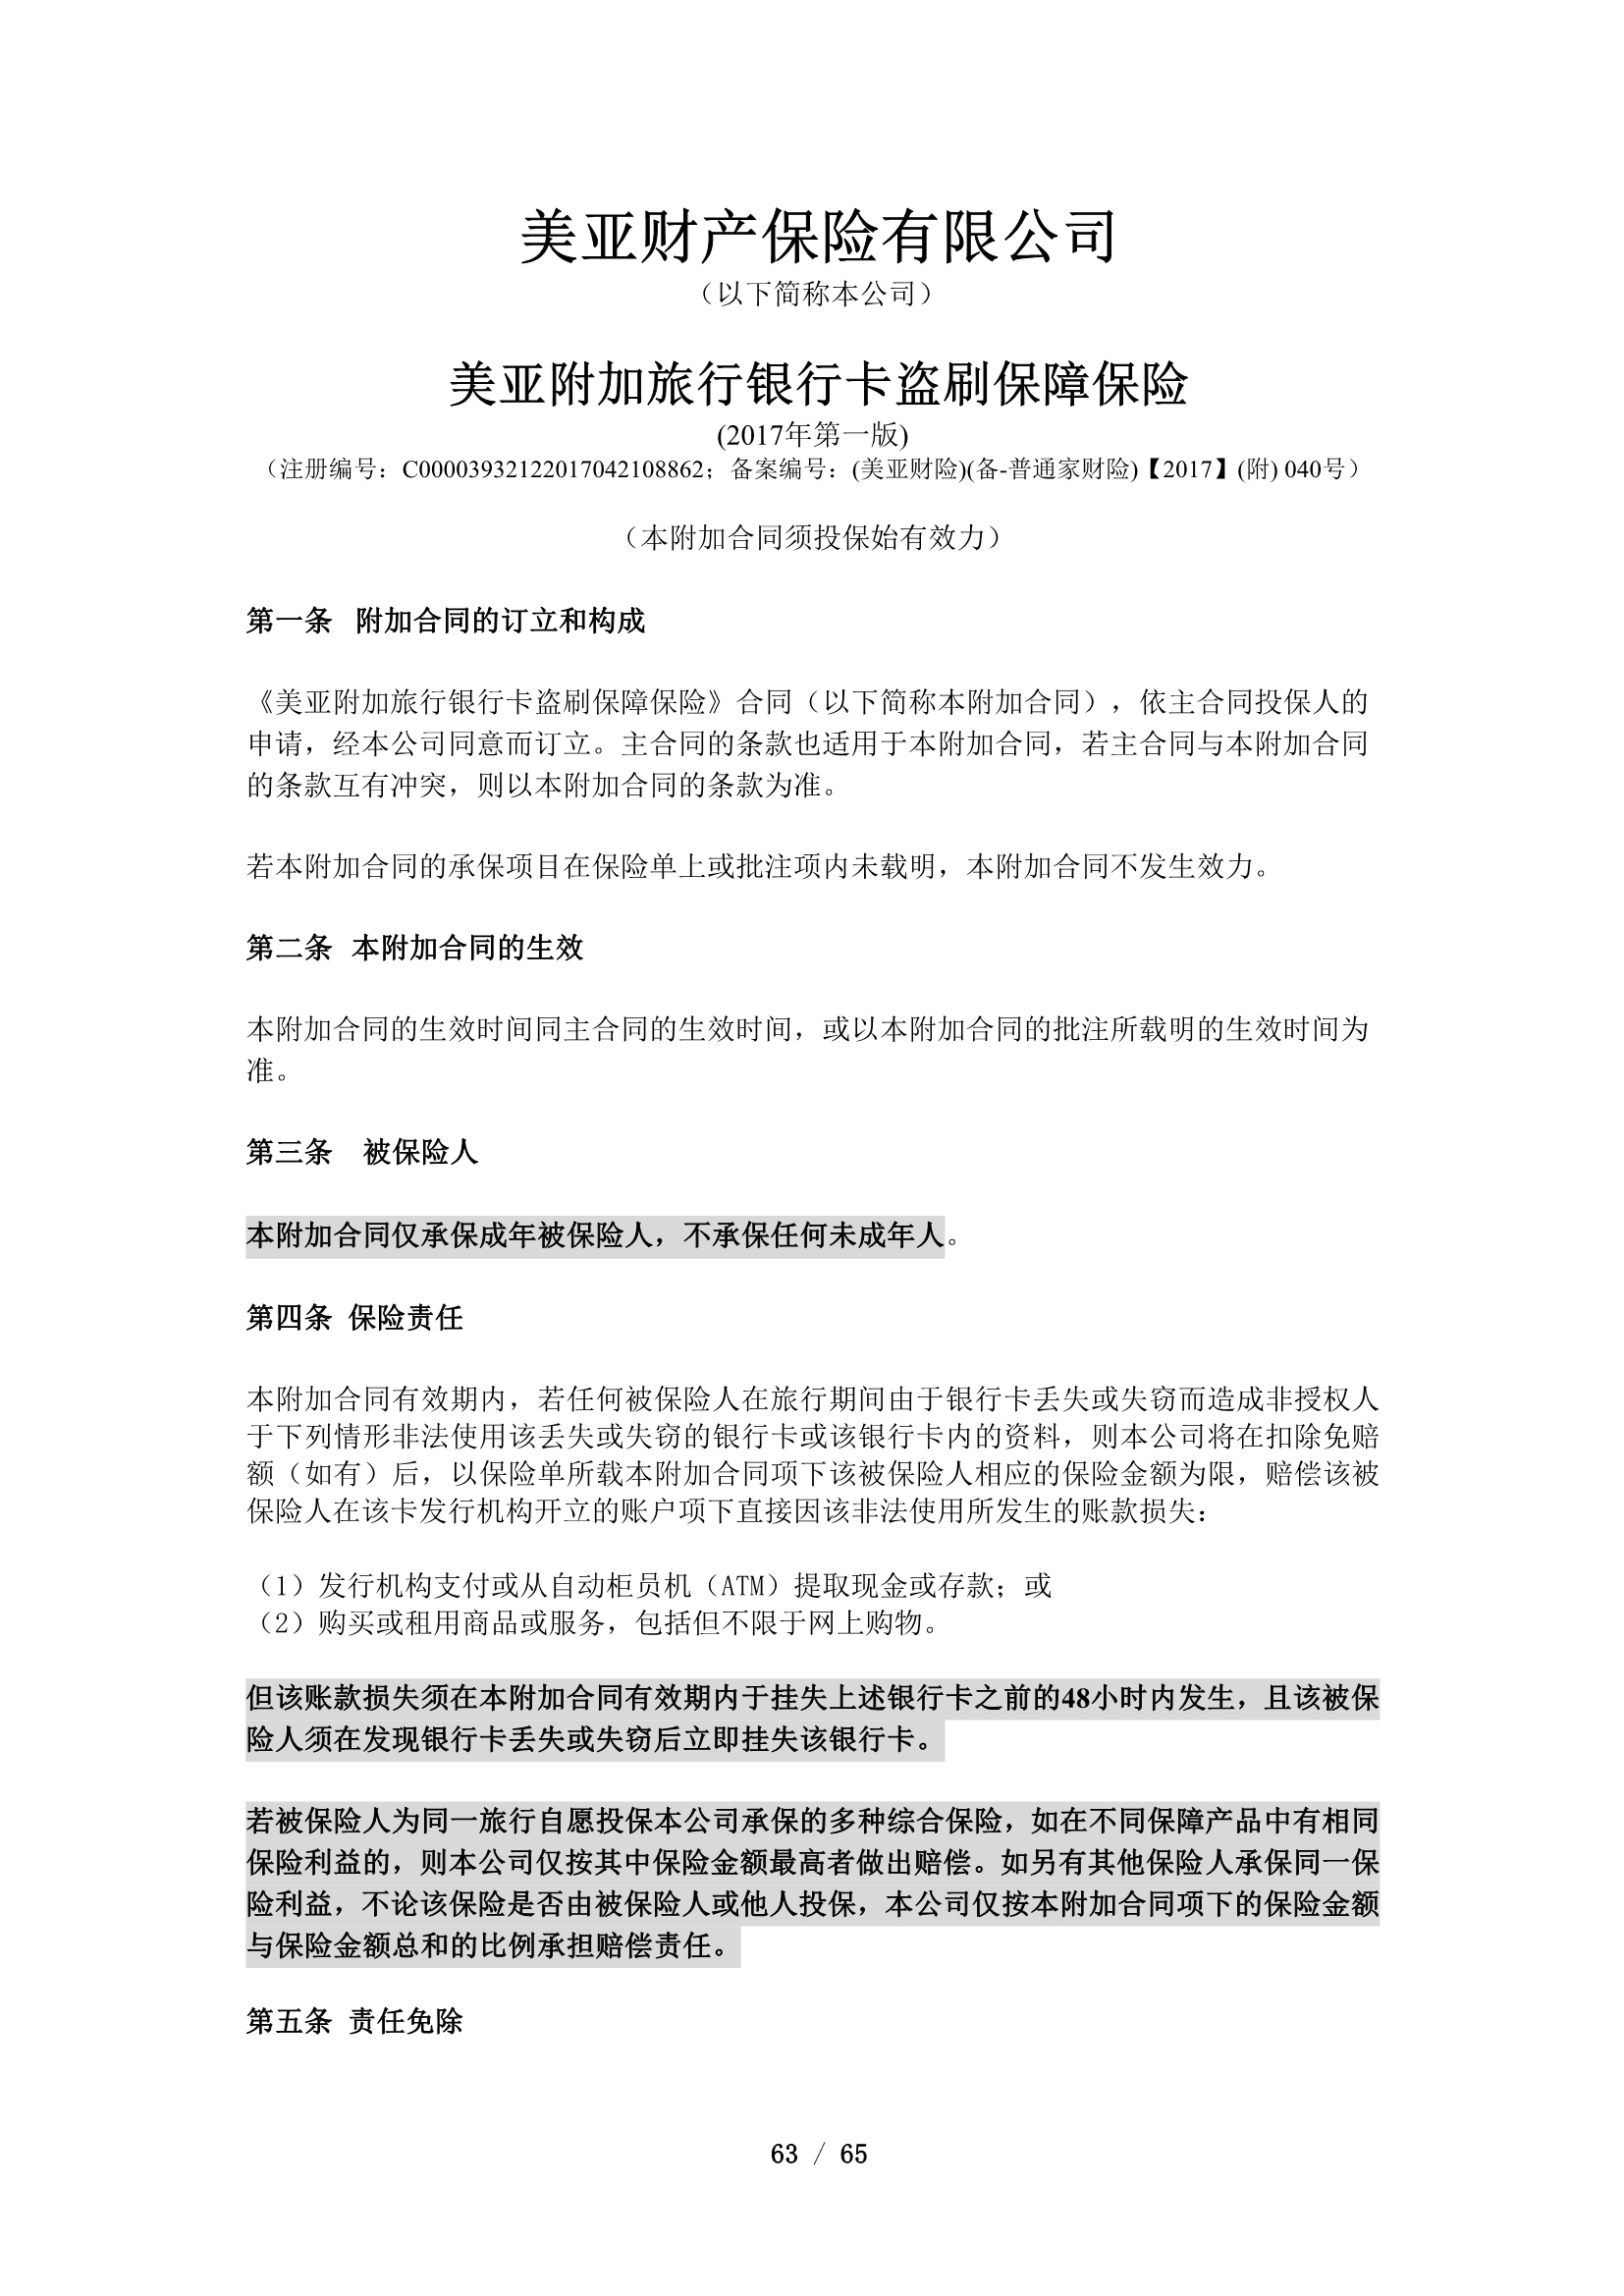 美亚财产保险有限公司
（以下简称本公司）
美亚附加旅行银行卡盗刷保障保险
(2017年第一版)
（注册编号：C00003932122017042108862；备案编号：(美亚财险)(备-普通家财险)【2017】(附) 040号）
（本附加合同须投保始有效力）
第一条 附加合同的订立和构成
《美亚附加旅行银行卡盗刷保障保险》合同（以下简称本附加合同），依主合同投保人的
申请，经本公司同意而订立。主合同的条款也适用于本附加合同，若主合同与本附加合同
的条款互有冲突，则以本附加合同的条款为准。
若本附加合同的承保项目在保险单上或批注项内未载明，本附加合同不发生效力。
第二条 本附加合同的生效
本附加合同的生效时间同主合同的生效时间，或以本附加合同的批注所载明的生效时间为
准。
第三条 被保险人
本附加合同仅承保成年被保险人，不承保任何未成年人。
第四条 保险责任
本附加合同有效期内，若任何被保险人在旅行期间由于银行卡丢失或失窃而造成非授权人
于下列情形非法使用该丢失或失窃的银行卡或该银行卡内的资料，则本公司将在扣除免赔
额（如有）后，以保险单所载本附加合同项下该被保险人相应的保险金额为限，赔偿该被
保险人在该卡发行机构开立的账户项下直接因该非法使用所发生的账款损失：
（1）发行机构支付或从自动柜员机（ATM）提取现金或存款；或
（2）购买或租用商品或服务，包括但不限于网上购物。
但该账款损失须在本附加合同有效期内于挂失上述银行卡之前的48小时内发生，且该被保
险人须在发现银行卡丢失或失窃后立即挂失该银行卡。
若被保险人为同一旅行自愿投保本公司承保的多种综合保险，如在不同保障产品中有相同
保险利益的，则本公司仅按其中保险金额最高者做出赔偿。如另有其他保险人承保同一保
险利益，不论该保险是否由被保险人或他人投保，本公司仅按本附加合同项下的保险金额
与保险金额总和的比例承担赔偿责任。
第五条 责任免除
63 / 65